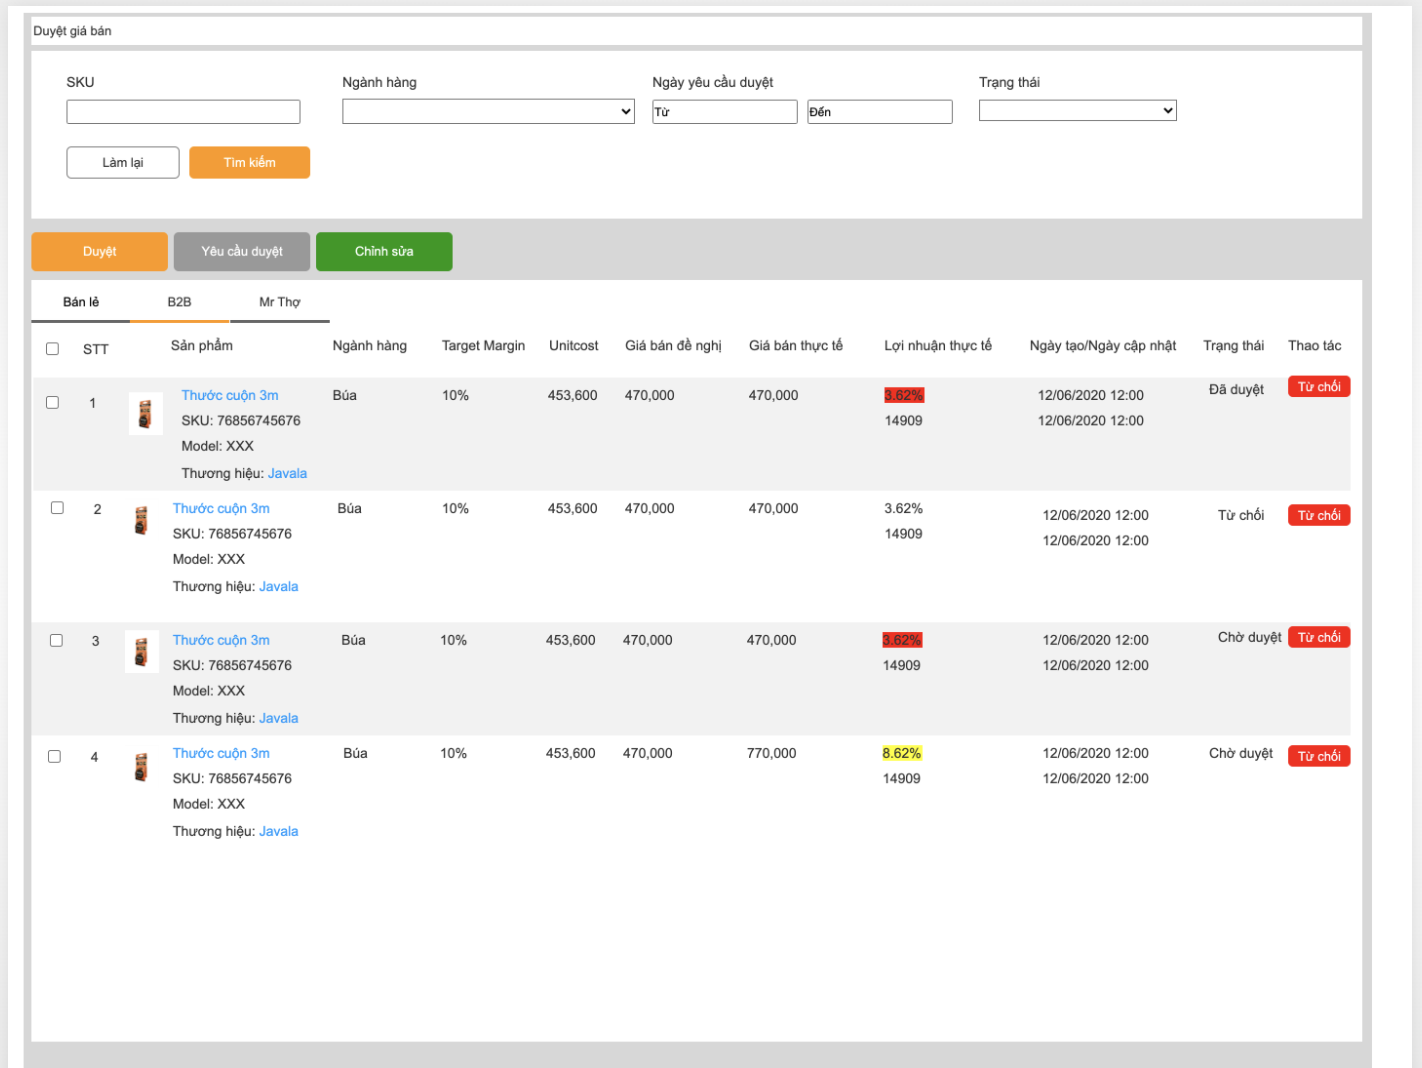 Duyệt giá bán
SKU Ngành hàng Ngày yêu cầu duyệt Trạng thái
Từ Đến
Làm lại Tìm kiếm
Duyệt Yêu cầu duyệt Chỉnh sửa
Bán lẻ B2B Mr Thợ
STT Sản phẩm Ngành hàng Target Margin Unitcost Giá bán đề nghị Giá bán thực tế Lợi nhuận thực tế Ngày tạo/Ngày cập nhật Trạng thái Thao tác
1 Thước cuộn 3m Búa 10% 453,600 470,000 470,000 3.62% 12/06/2020 12:00 Đã duyệt Từ chối
SKU: 76856745676 14909 12/06/2020 12:00
Model: XXX
Thương hiệu: Javala
2 Thước cuộn 3m Búa 10% 453,600 470,000 470,000 3.62% 12/06/2020 12:00 Từ chối Từ chối
SKU: 76856745676 14909 12/06/2020 12:00
Model: XXX
Thương hiệu: Javala
3 Thước cuộn 3m Búa 10% 453,600 470,000 470,000 3.62% 12/06/2020 12:00 Chờ duyệt Từ chối
SKU: 76856745676 14909 12/06/2020 12:00
Model: XXX
Thương hiệu: Javala
4 Thước cuộn 3m Búa 10% 453,600 470,000 770,000 8.62% 12/06/2020 12:00 Chờ duyệt Từ chối
SKU: 76856745676 14909 12/06/2020 12:00
Model: XXX
Thương hiệu: Javala